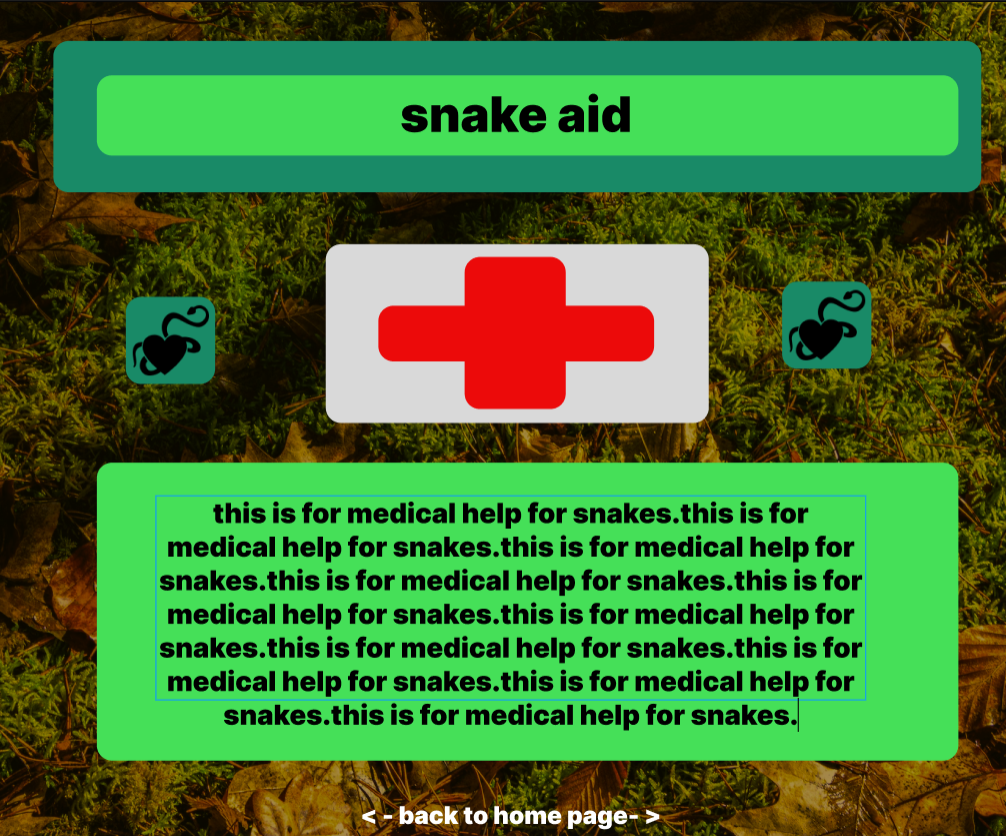 snake aid
this is for medical help for snakes.this is for
medical help for snakes.this is for medical help for
snakes.this is for medical help for snakes.this is for
medical help for snakes.this is for medical help for
snakes.this is for medical help for snakes.this is for
medical help for snakes.this is for medical help for
snakes.this is for medical help for snakes.
< - back to home page- >